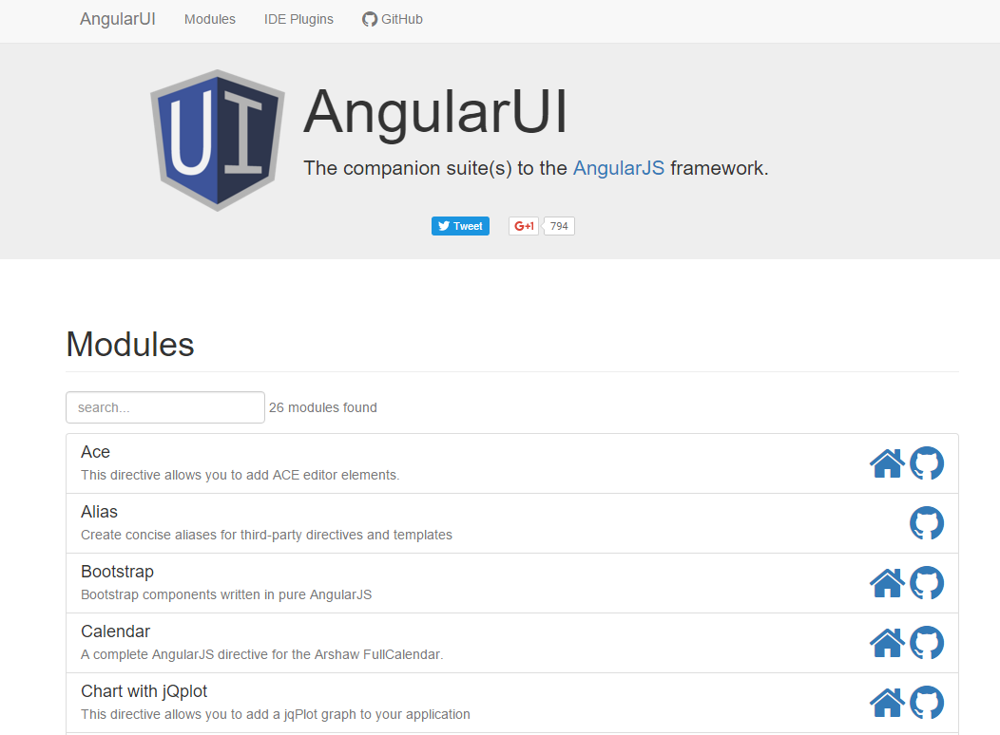 AngularUI Modules IDE Plugins GitHub
UI
AngularUI
The companion suite(s) to the AngularJS framework.
Tweet G+1 794
Modules
search... 26 modules found
Ace
This directive allows you to add ACE editor elements.
Alias
Create concise aliases for third-party directives and templates
Bootstrap
Bootstrap components written in pure AngularJS
Calendar
A complete AngularJS directive for the Arshaw FullCalendar.
Chart with jQplot
This directive allows you to add a jqPlot graph to your application